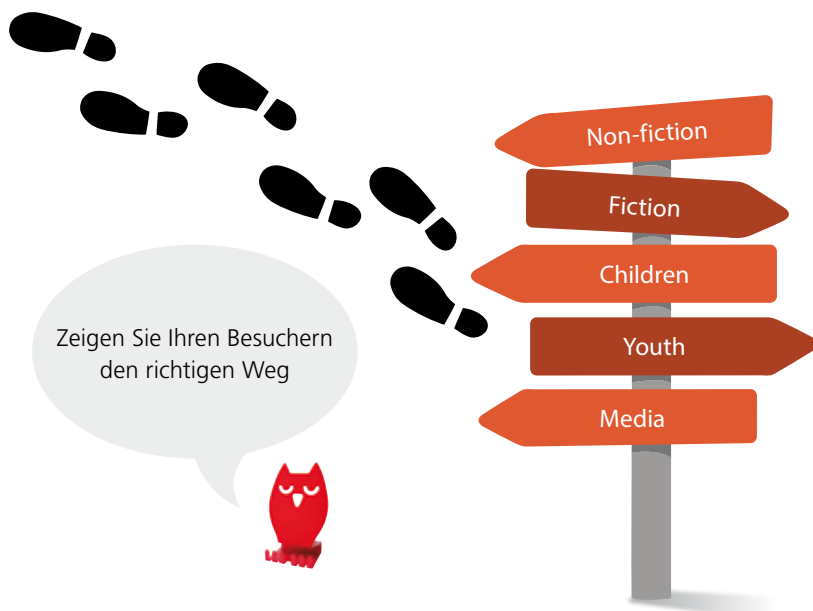 Non-fiction
Fiction
Children
Youth
Media
Zeigen Sie Ihren Besuchern
den richtigen Weg